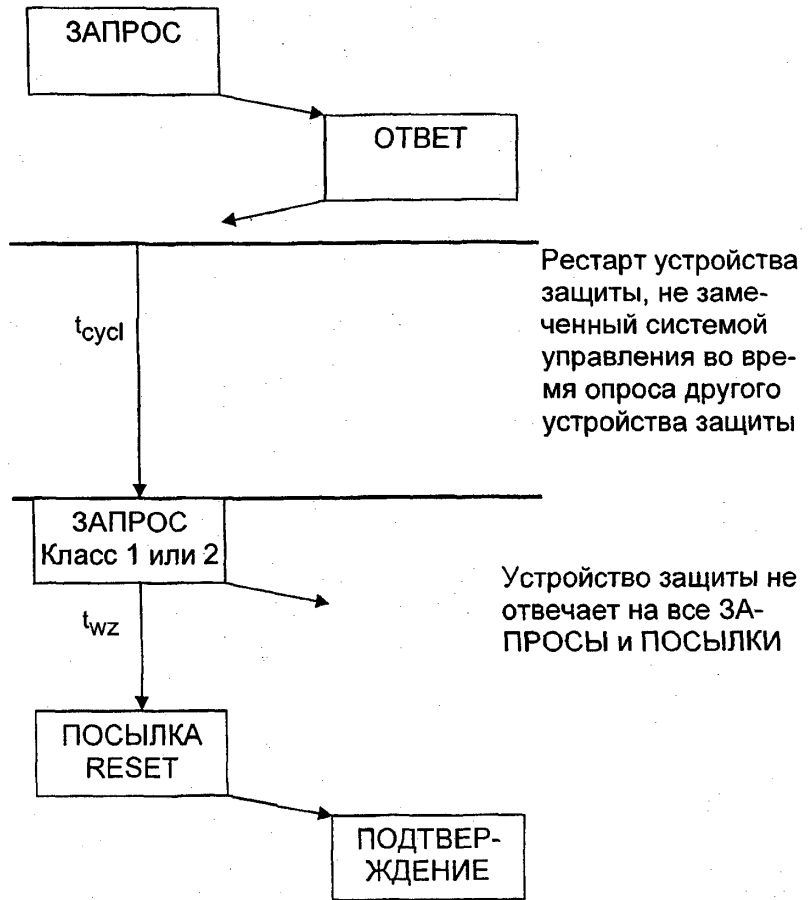 ЗАПРОС
ОТВЕТ
Рестарт устройства
защиты, не заме-
ченный системой
управления во вре-
мя опроса другого
устройства защиты
tcycl
ЗАПРОС
Класс 1 или 2
Устройство защиты не
отвечает на все ЗА-
ПРОСЫ и ПОСЫЛКИ
twz
ПОСЫЛКА
RESET
ПОДТВЕР-
ЖДЕНИЕ